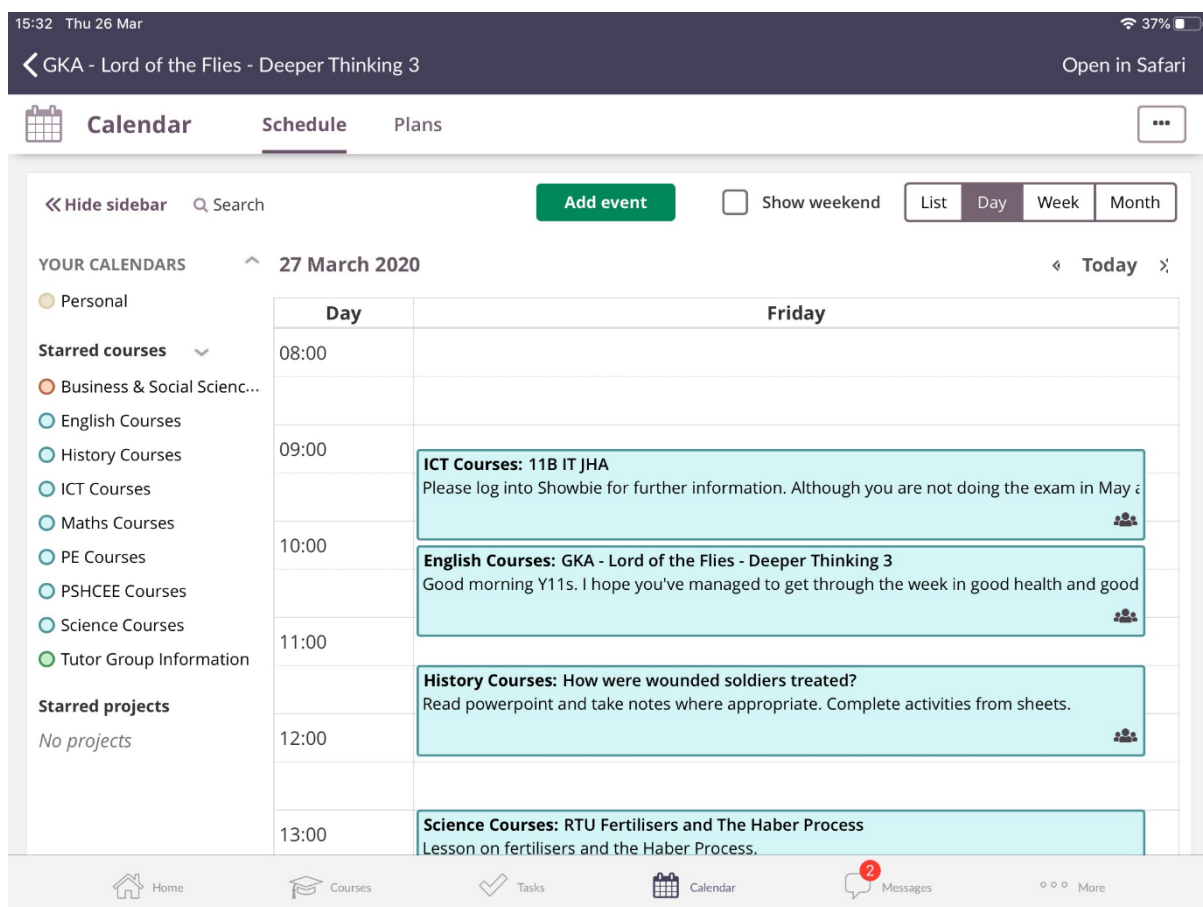 15:32 Thu 26 Mar 37%
GKA - Lord of the Flies - Deeper Thinking 3 Open in Safari
Calendar Schedule Plans
Hide sidebar Search Add event Show weekend List Day Week Month
YOUR CALENDARS
Personal
Starred courses
Business & Social Scienc...
English Courses
History Courses
ICT Courses
Maths Courses
PE Courses
PSHCEE Courses
Science Courses
Tutor Group Information
Starred projects
No projects
27 March 2020 Today
Day Friday
08:00
09:00
ICT Courses: 11B IT JHA
Please log into Showbie for further information. Although you are not doing the exam in May
10:00
English Courses: GKA - Lord of the Flies - Deeper Thinking 3
Good morning Y11s. I hope you've managed to get through the week in good health and good
11:00
History Courses: How were wounded soldiers treated?
Read powerpoint and take notes where appropriate. Complete activities from sheets.
12:00
13:00
Science Courses: RTU Fertilisers and The Haber Process
Lesson on fertilisers and the Haber Process.
Home Courses Tasks Calendar 2 Messages More